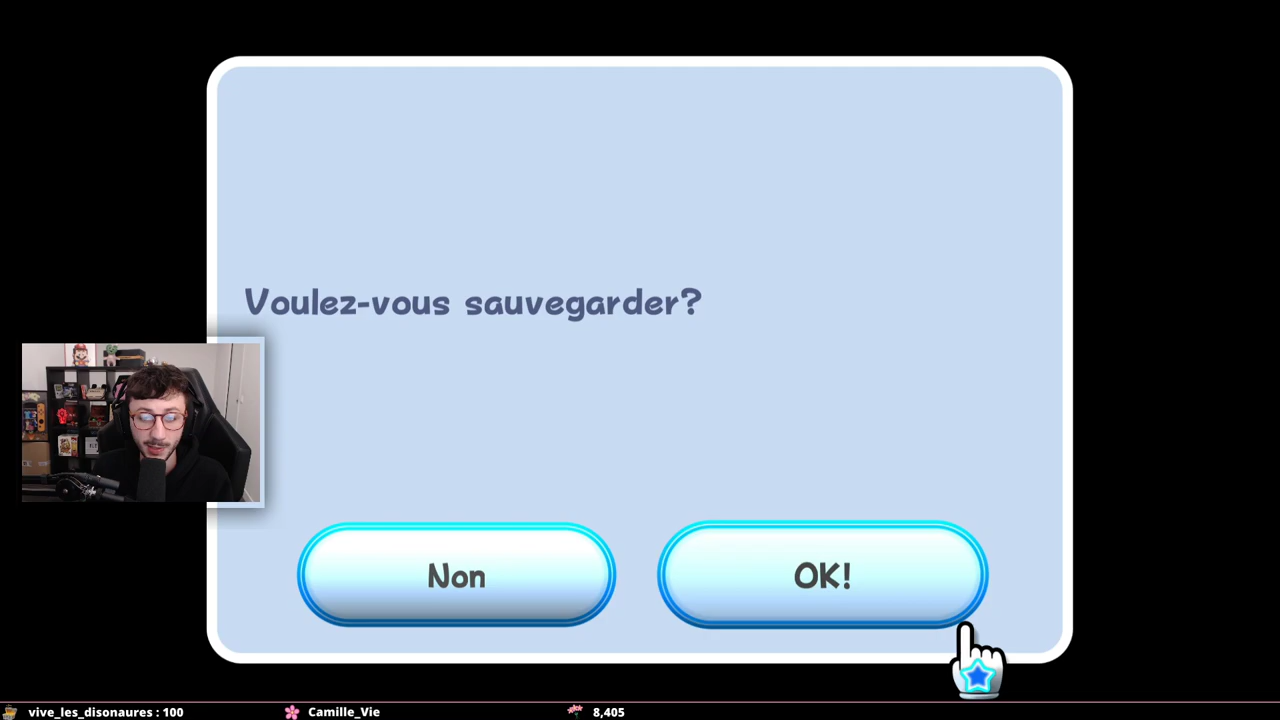 Voulez-vous sauvegarder?
Non
OK!
vive_les_disonaures : 100
Camille_Vie
8,405